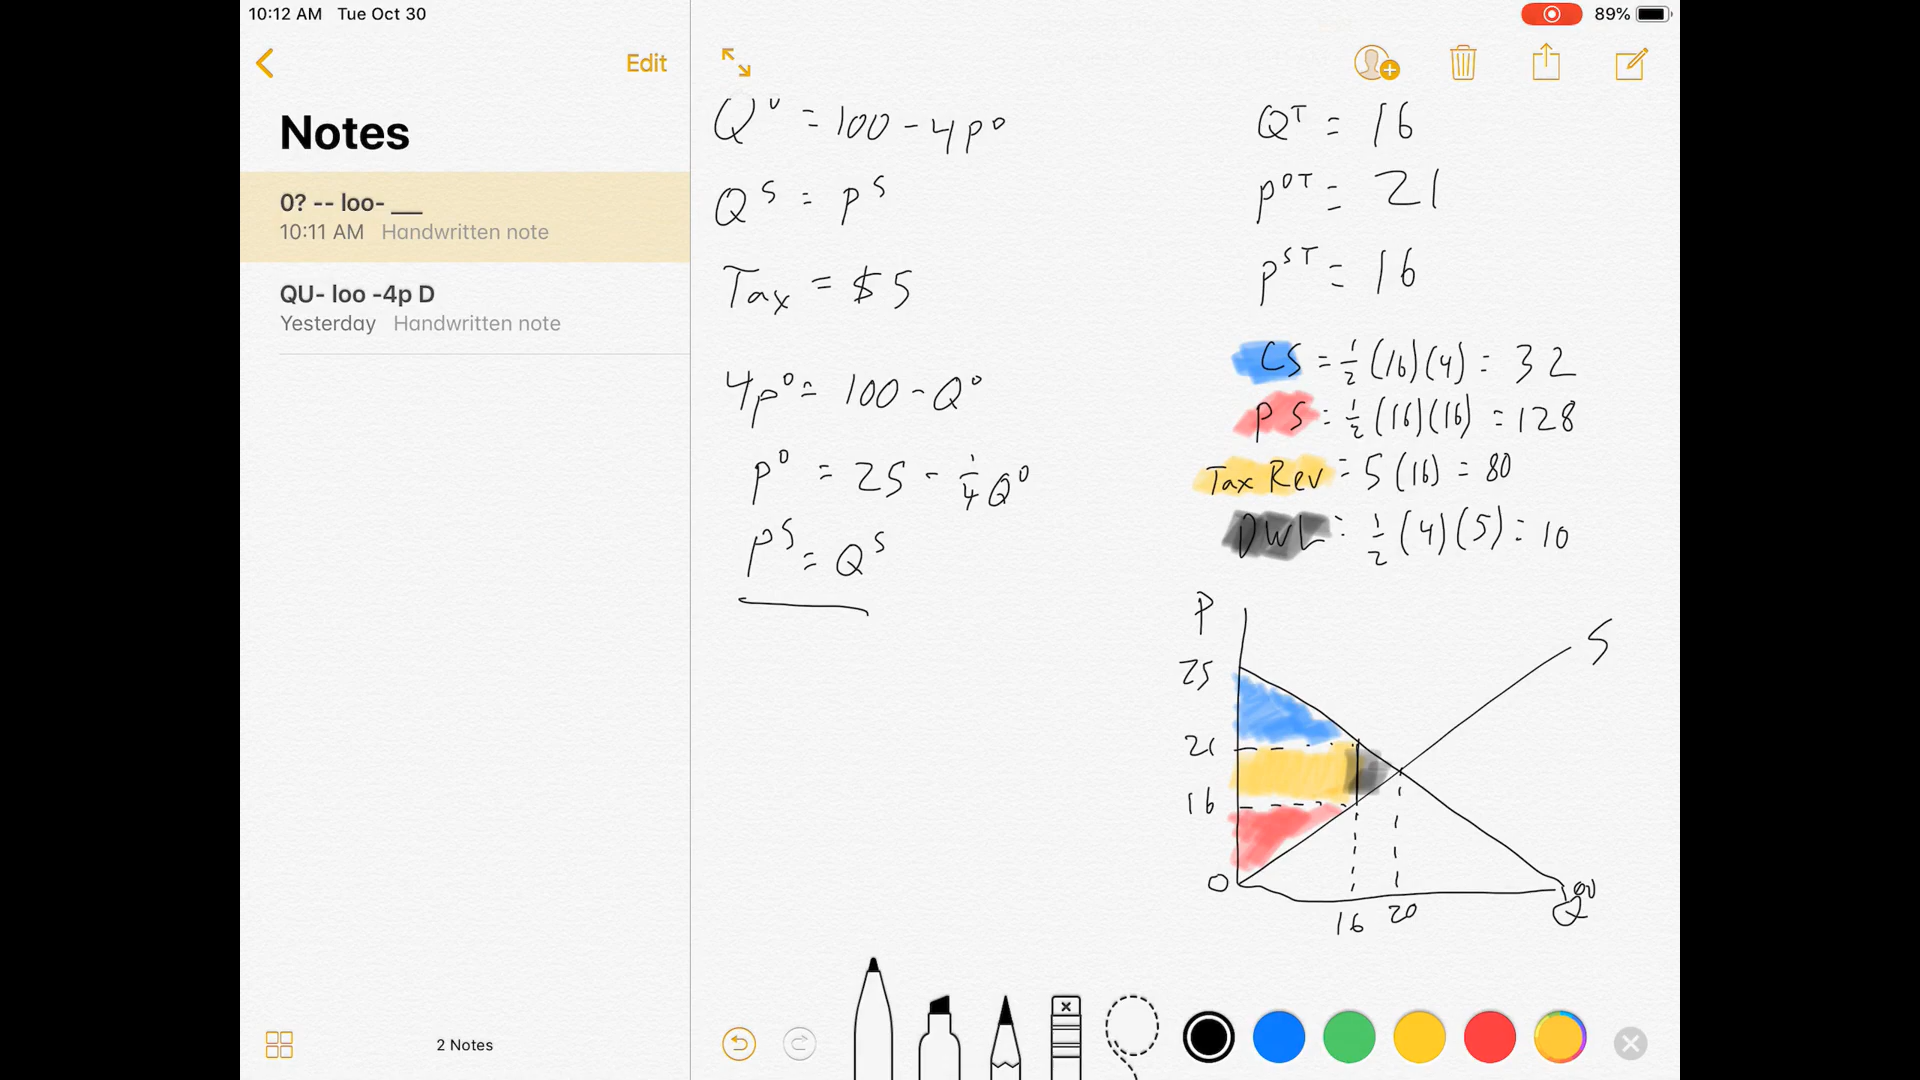 10:12 AM Tue Oct 30
89%
Edit
Notes
0? -- loo- __
10:11 AM Handwritten note
QU- loo -4p D
Yesterday Handwritten note
2 Notes
Q^D = 100 - 4P^D
Q^S = P^S
Tax = $5
4P^D = 100 - Q^D
P^D = 25 - 1/4 Q^D
P^S = Q^S
Q^T = 16
P^DT = 21
P^ST = 16
CS = 1/2 (16)(4) = 32
PS = 1/2 (16)(16) = 128
Tax Rev = 5(16) = 80
DWL = 1/2 (4)(5) = 10
P
S
25
21
16
0
16
20
Q